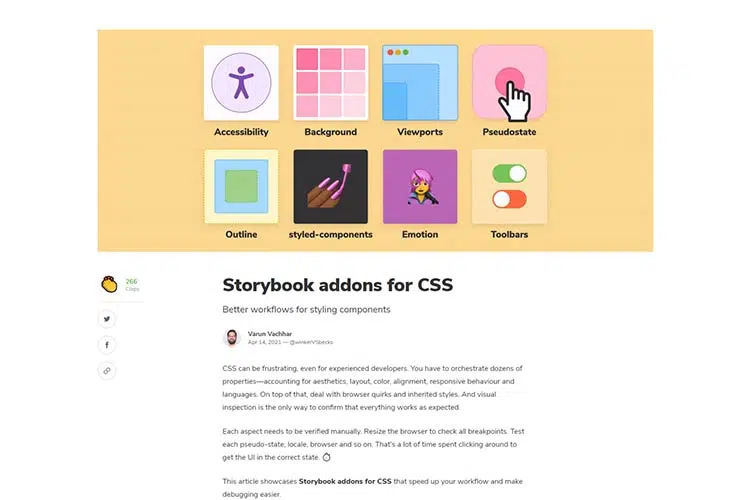 Accessibility Background Viewports Pseudostate
Outline styled-components Emotion Toolbars
266
Claps
Storybook addons for CSS
Better workflows for styling components
Varun Vachhar
Apr 14, 2021 — @winkerVSbecks
CSS can be frustrating, even for experienced developers. You have to orchestrate dozens of
properties—accounting for aesthetics, layout, color, alignment, responsive behaviour and
languages. On top of that, deal with browser quirks and inherited styles. And visual
inspection is the only way to confirm that everything works as expected.
Each aspect needs to be verified manually. Resize the browser to check all breakpoints. Test
each pseudo-state, locale, browser and so on. That's a lot of time spent clicking around to
get the UI in the correct state. ⏱
This article showcases Storybook addons for CSS that speed up your workflow and make
debugging easier.